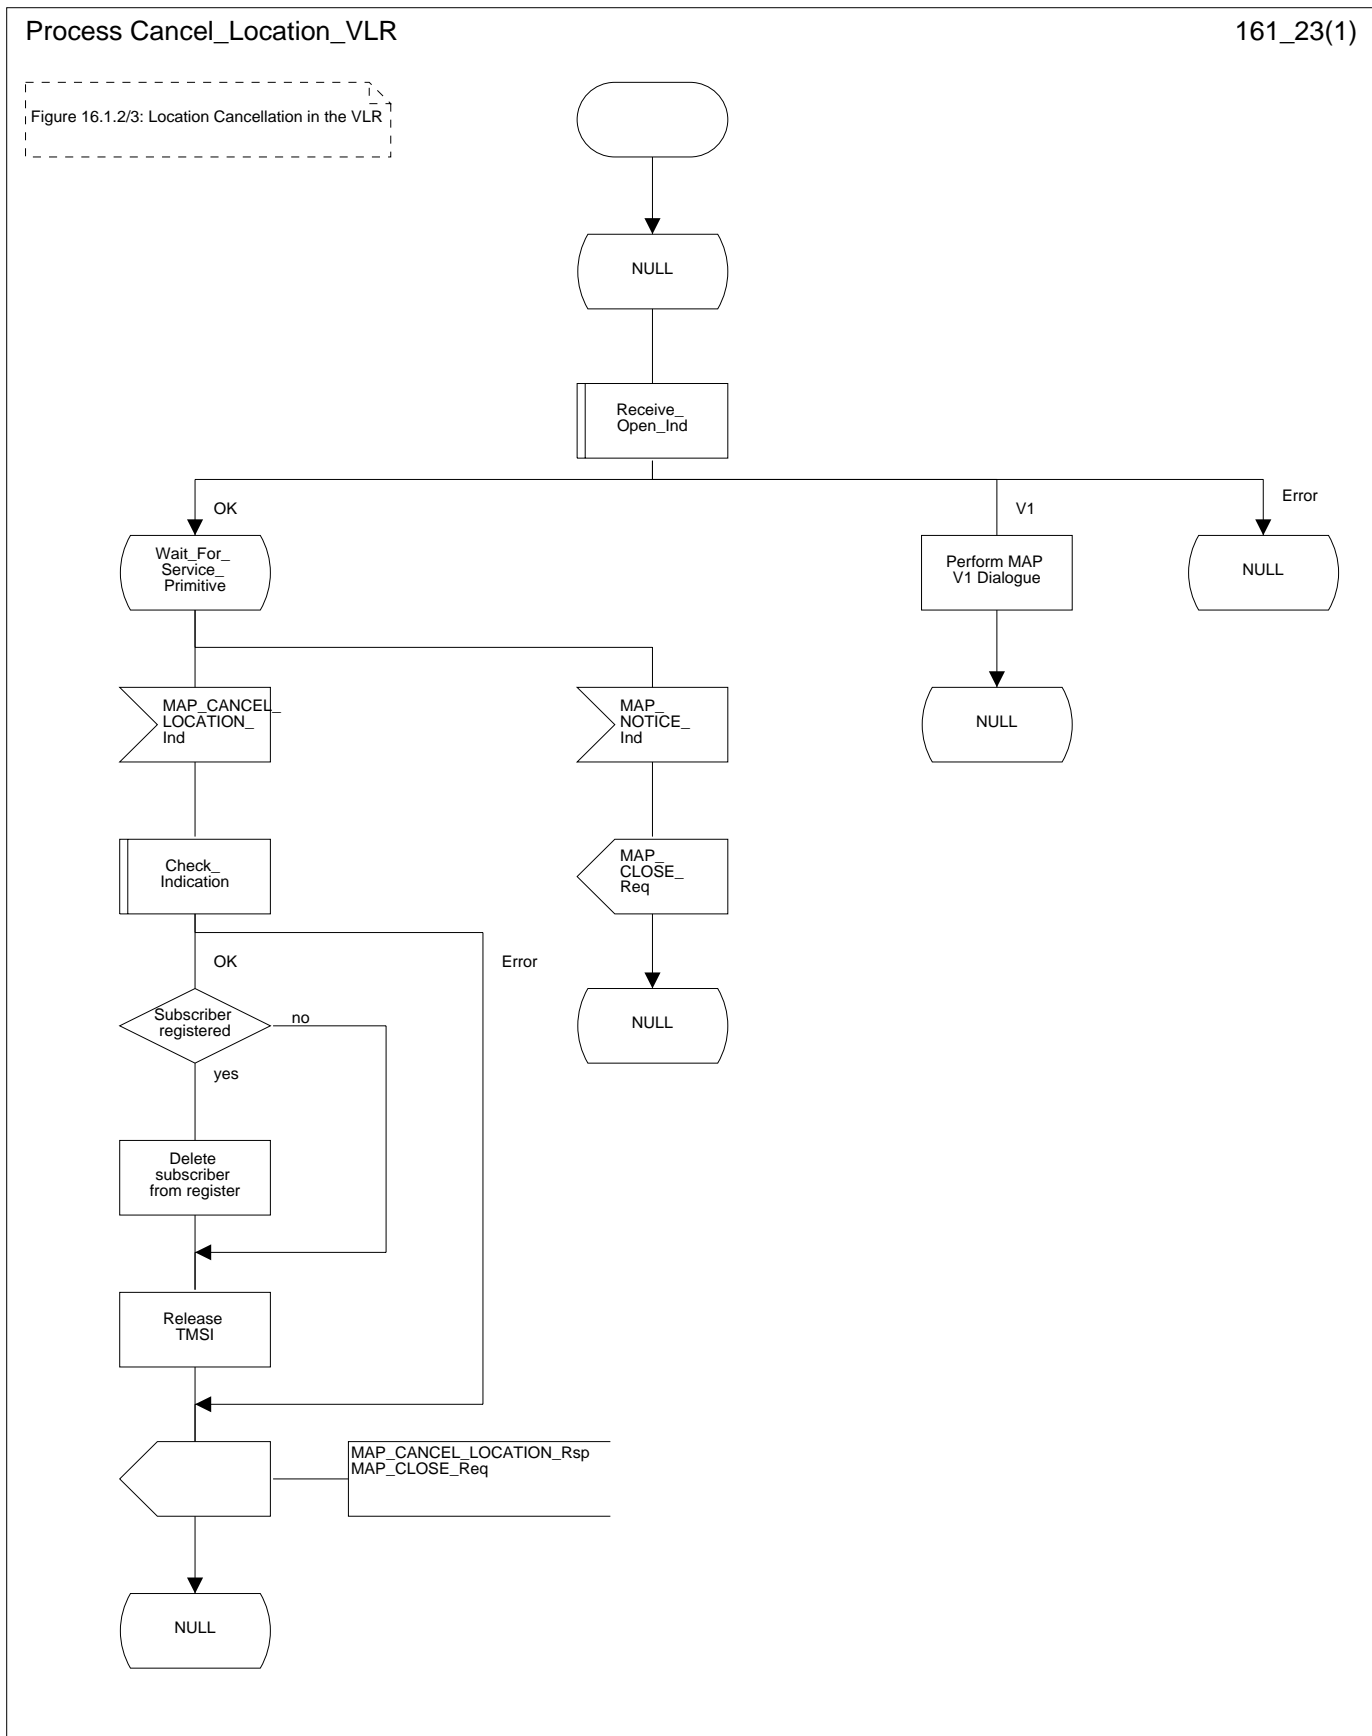 Process Cancel_Location_VLR
161_23(1)
Figure 16.1.2/3: Location Cancellation in the VLR
NULL
Receive_
Open_Ind
OK
V1
Error
Wait_For_
Service_
Primitive
Perform MAP
V1 Dialogue
NULL
MAP_CANCEL_
LOCATION_
Ind
MAP_
NOTICE_
Ind
NULL
Check_
Indication
MAP_
CLOSE_
Req
OK
Error
Subscriber
registered
no
NULL
yes
Delete
subscriber
from register
Release
TMSI
MAP_CANCEL_LOCATION_Rsp
MAP_CLOSE_Req
NULL